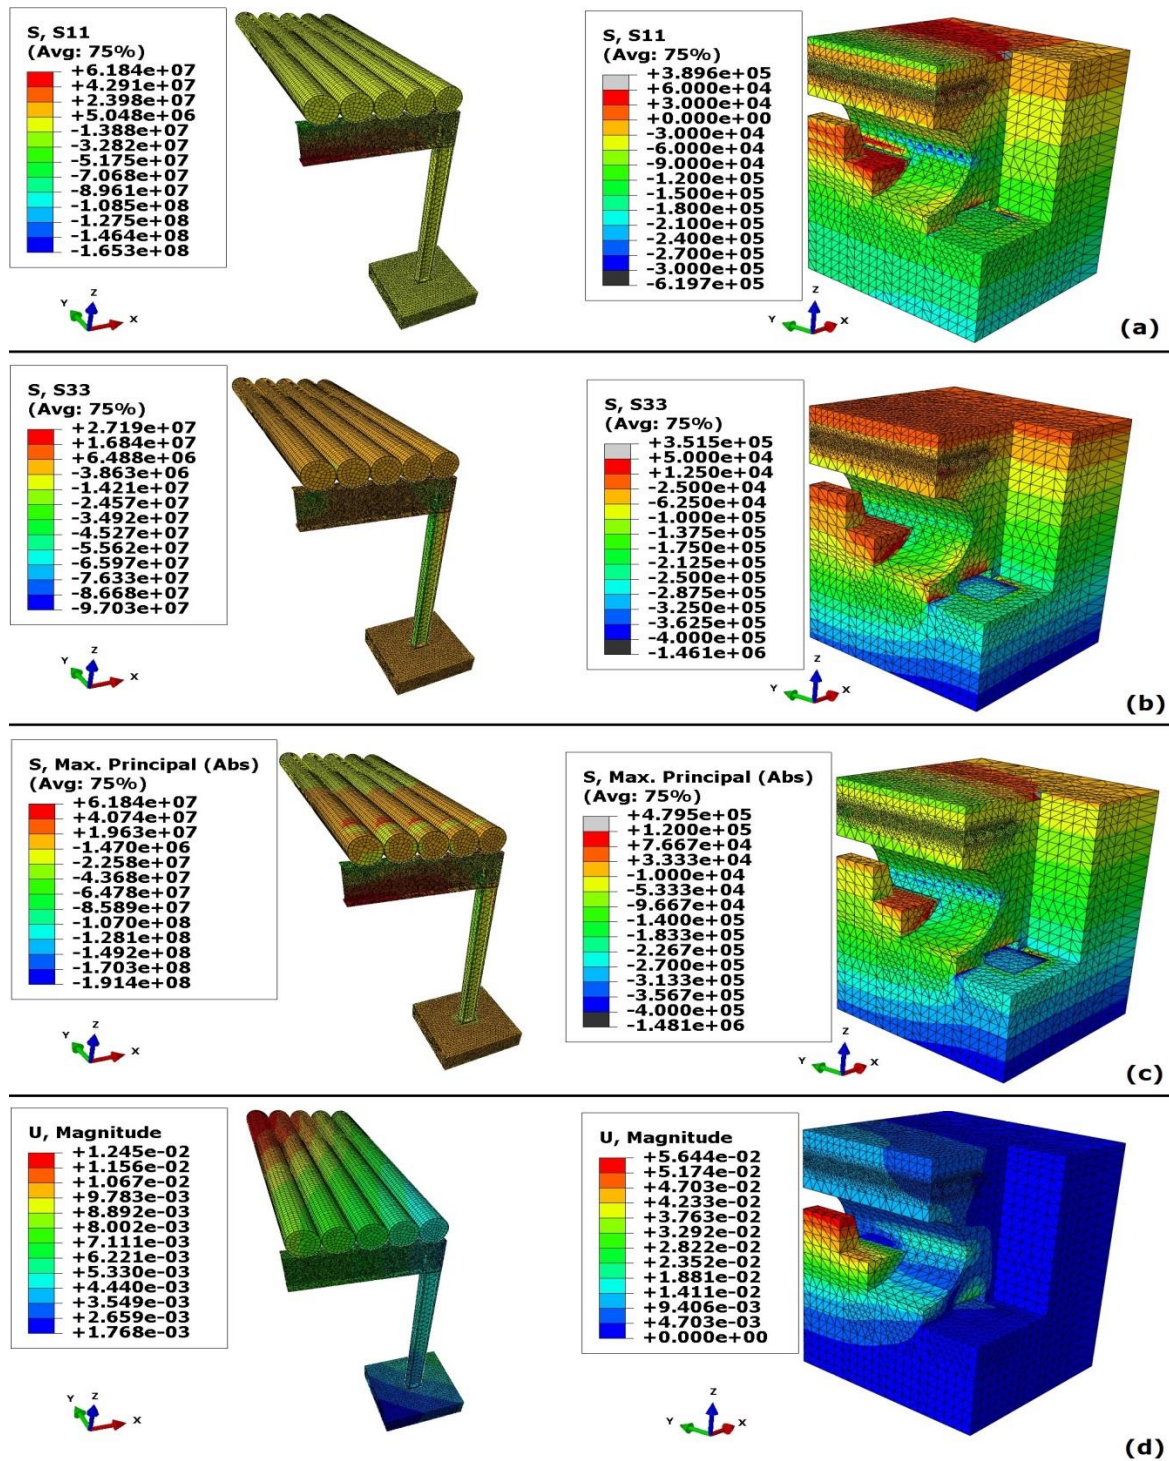 S, S11
(Avg: 75%)
+6.184e+07
+4.291e+07
+2.398e+07
+5.048e+06
-1.388e+07
-3.282e+07
-5.175e+07
-7.068e+07
-8.961e+07
-1.085e+08
-1.275e+08
-1.464e+08
-1.653e+08
Y
Z
X
S, S11
(Avg: 75%)
+3.896e+05
+6.000e+04
+3.000e+04
+0.000e+00
-3.000e+04
-6.000e+04
-9.000e+04
-1.200e+05
-1.500e+05
-1.800e+05
-2.100e+05
-2.400e+05
-2.700e+05
-3.000e+05
-6.197e+05
Y
Z
X
(a)
S, S33
(Avg: 75%)
+2.719e+07
+1.684e+07
+6.488e+06
-3.863e+06
-1.421e+07
-2.457e+07
-3.492e+07
-4.527e+07
-5.562e+07
-6.597e+07
-7.633e+07
-8.668e+07
-9.703e+07
Y
Z
X
S, S33
(Avg: 75%)
+3.515e+05
+5.000e+04
+1.250e+04
-2.500e+04
-6.250e+04
-1.000e+05
-1.375e+05
-1.750e+05
-2.125e+05
-2.500e+05
-2.875e+05
-3.250e+05
-3.625e+05
-4.000e+05
-1.461e+06
Y
Z
X
(b)
S, Max. Principal (Abs)
(Avg: 75%)
+6.184e+07
+4.074e+07
+1.963e+07
-1.470e+06
-2.258e+07
-4.368e+07
-6.478e+07
-8.589e+07
-1.070e+08
-1.281e+08
-1.492e+08
-1.703e+08
-1.914e+08
Y
Z
X
S, Max. Principal (Abs)
(Avg: 75%)
+4.795e+05
+1.200e+05
+7.667e+04
+3.333e+04
-1.000e+04
-5.333e+04
-9.667e+04
-1.400e+05
-1.833e+05
-2.267e+05
-2.700e+05
-3.133e+05
-3.567e+05
-4.000e+05
-1.481e+06
Y
Z
X
(c)
U, Magnitude
+1.245e-02
+1.156e-02
+1.067e-02
+9.783e-03
+8.892e-03
+8.002e-03
+7.111e-03
+6.221e-03
+5.330e-03
+4.440e-03
+3.549e-03
+2.659e-03
+1.768e-03
Y
Z
X
U, Magnitude
+5.644e-02
+5.174e-02
+4.703e-02
+4.233e-02
+3.763e-02
+3.292e-02
+2.822e-02
+2.352e-02
+1.881e-02
+1.411e-02
+9.406e-03
+4.703e-03
+0.000e+00
Y
Z
X
(d)